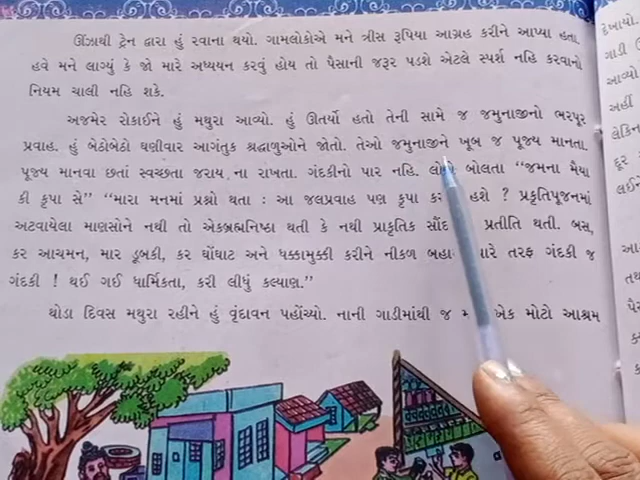 ઊંઝાથી ટ્રેન દ્વારા હું રવાના થયો. ગામલોકોએ મને ત્રીસ રૂપિયા આગ્રહ કરીને આપ્યા હતા.
હવે મને લાગ્યું કે જો મારે અધ્યયન કરવું હોય તો પૈસાની જરૂર પડશે એટલે સ્પર્શ નહિ કરવાનો
નિયમ ચાલી નહિ શકે.
અજમેર રોકાઈને હું મથુરા આવ્યો. હું ઊતર્યો હતો તેની સામે જ જમુનાજીનો ભરપૂર
પ્રવાહ. હું બેઠોબેઠો ઘણીવાર આગંતુક શ્રદ્ધાળુઓને જોતો. તેઓ જમુનાજીને ખૂબ જ પૂજ્ય માનતા.
પૂજ્ય માનવા છતાં સ્વચ્છતા જરાય ના રાખતા. ગંદકીનો પાર નહિ. બોલતા “જમના મૈયા
કી કૃપા સે” “મારા મનમાં પ્રશ્નો થતા : આ જલપ્રવાહ પણ કૃપા હશે ? પ્રકૃતિપૂજનમાં
અટવાયેલા માણસોને નથી તો એકબ્રહ્મનિષ્ઠા થતી કે નથી પ્રાકૃતિક પ્રતીતિ થતી. બસ,
કર આચમન, માર ડૂબકી, કર ઘોંઘાટ અને ધક્કામુક્કી કરીને નીકળ તરફ ગંદકી જ
ગંદકી ! થઈ ગઈ ધાર્મિકતા, કરી લીધું કલ્યાણ.”
થોડા દિવસ મથુરા રહીને હું વૃંદાવન પહોંચ્યો. નાની ગાડીમાંથી જ મોટો આશ્રમ
દેખાયો.
ગાડી
આવ્યો
અહીં
દૂર